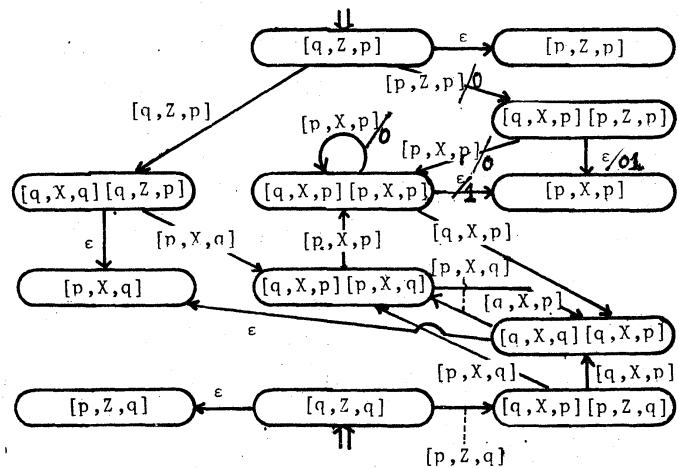 [q,Z,p] ε [p,Z,p]
[p,Z,p]/0
[q,Z,p]
[p,X,p]/0
[q,X,p][p,Z,p]
[p,X,p]/0
ε/01
[q,X,q][q,Z,p] [q,X,p][p,X,p] ε/1 [p,X,p]
[q,X,p]
ε [p,X,q] [p,X,p]
[p,X,q]
[p,X,q] [q,X,p][p,X,q] [q,X,p]
ε [q,X,q][q,X,p]
[p,X,q] [q,X,p]
[p,Z,q] ε [q,Z,q] [q,X,p][p,Z,q]
[p,Z,q]